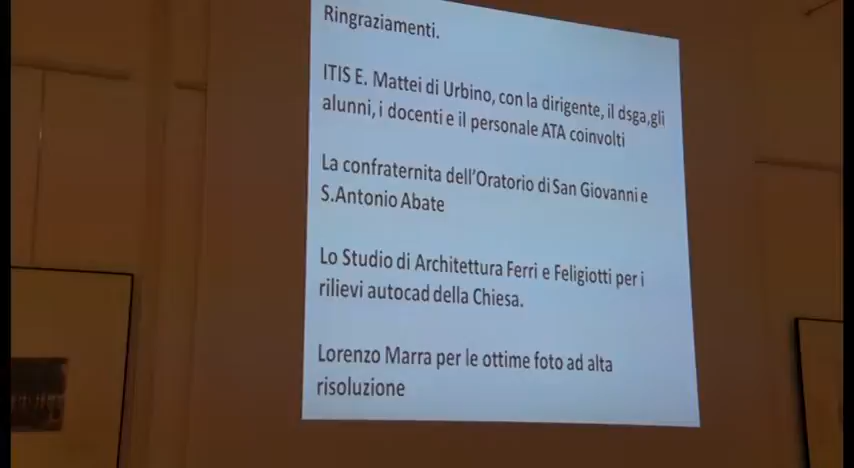 Ringraziamenti.
ITIS E. Mattei di Urbino, con la dirigente, il dsga,gli
alunni, i docenti e il personale ATA coinvolti
La confraternita dell'Oratorio di San Giovanni e
S.Antonio Abate
Lo Studio di Architettura Ferri e Feligiotti per i
rilievi autocad della Chiesa.
Lorenzo Marra per le ottime foto ad alta
risoluzione